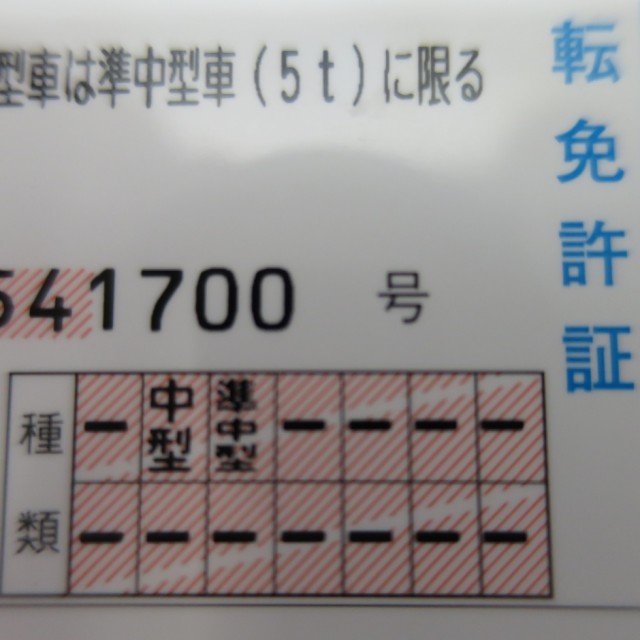 型車は準中型車(5t)に限る
転免許証
541700 号
種類
ー 中型 準中型 ー ー ー ー
ー ー ー ー ー ー ー